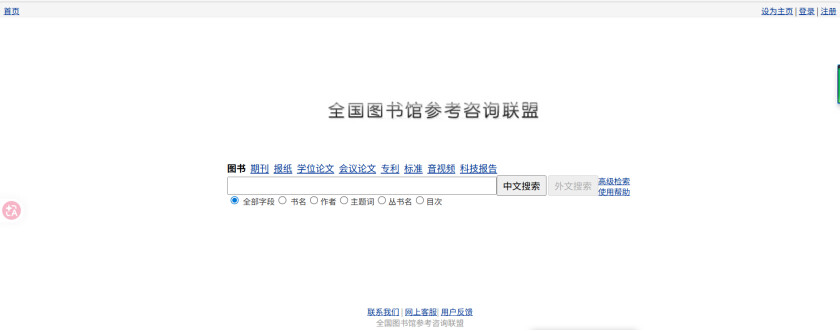 首页 设为主页 | 登录 | 注册
全国图书馆参考咨询联盟
图书 期刊 报纸 学位论文 会议论文 专利 标准 音视频 科技报告
中文搜索 外文搜索 高级检索
使用帮助
全部字段 书名 作者 主题词 丛书名 目次
联系我们 | 网上客服 | 用户反馈
全国图书馆参考咨询联盟